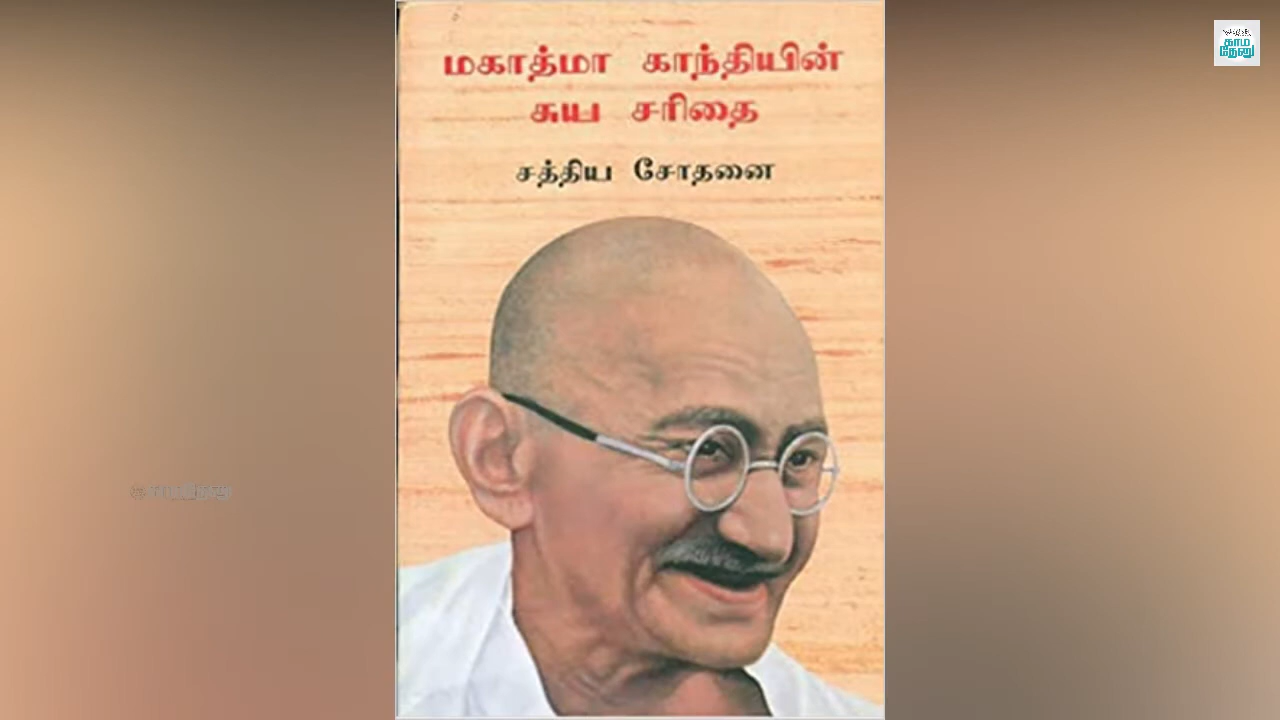 மகாத்மா காந்தியின்
சுய சரிதை
சத்திய சோதனை
காம
தேனு